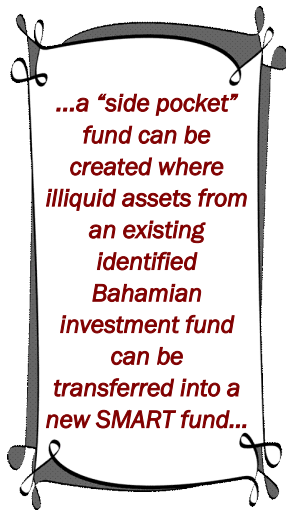 ...a “side pocket”
fund can be
created where
illiquid assets from
an existing
identified
Bahamian
investment fund
can be
transferred into a
new SMART fund...